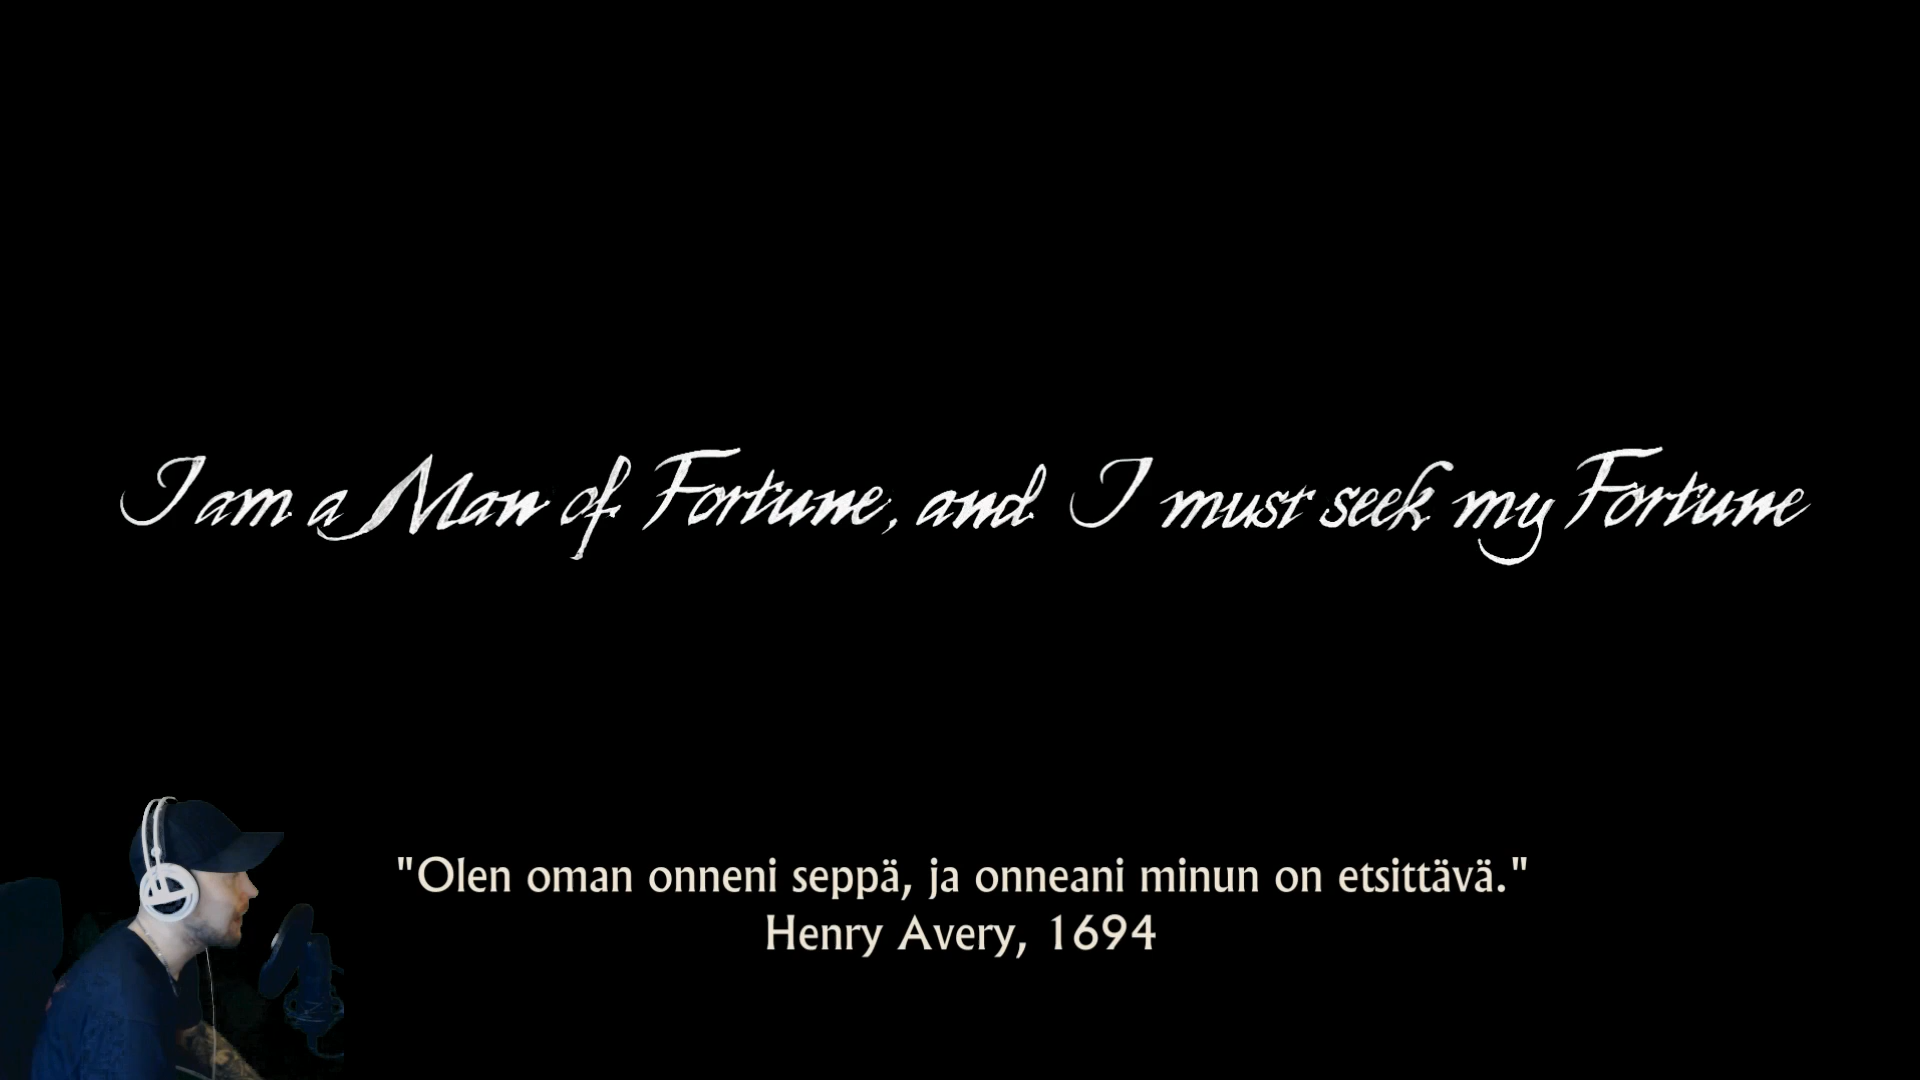 I am a Man of Fortune, and I must seek my Fortune
"Olen oman onneni seppä, ja onneani minun on etsittävä."
Henry Avery, 1694